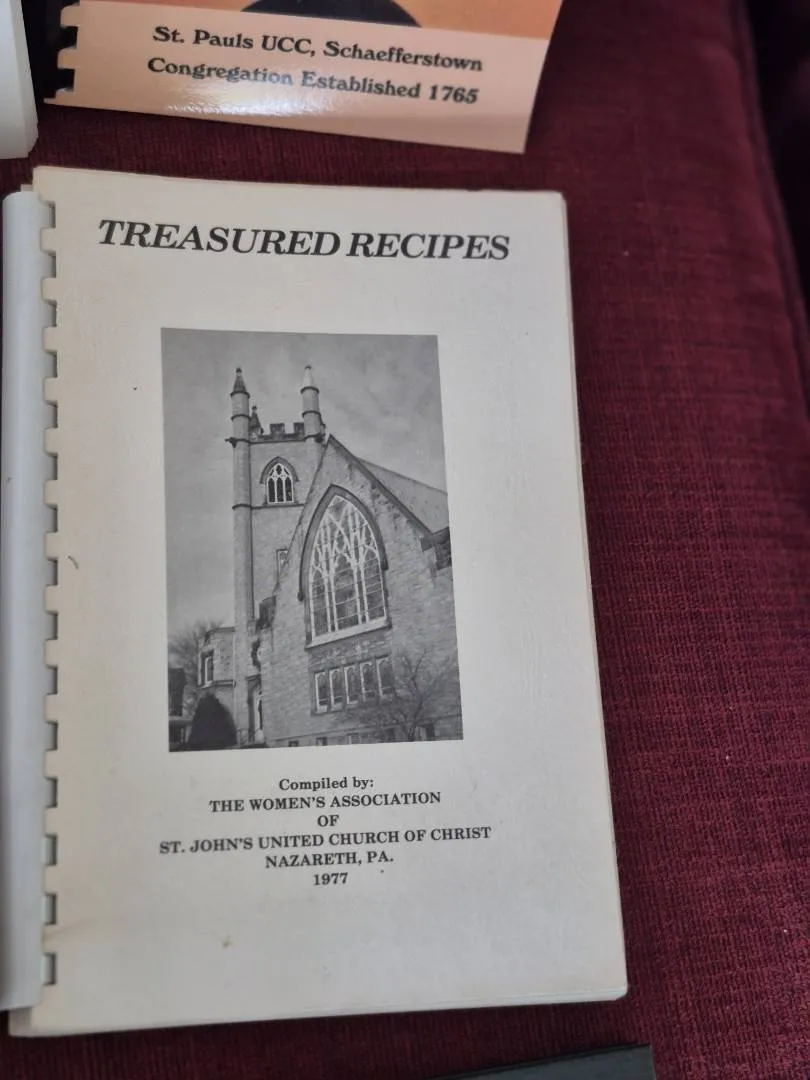 St. Pauls UCC, Schaefferstown
Congregation Established 1765
TREASURED RECIPES
Compiled by:
THE WOMEN'S ASSOCIATION
OF
ST. JOHN'S UNITED CHURCH OF CHRIST
NAZARETH, PA.
1977